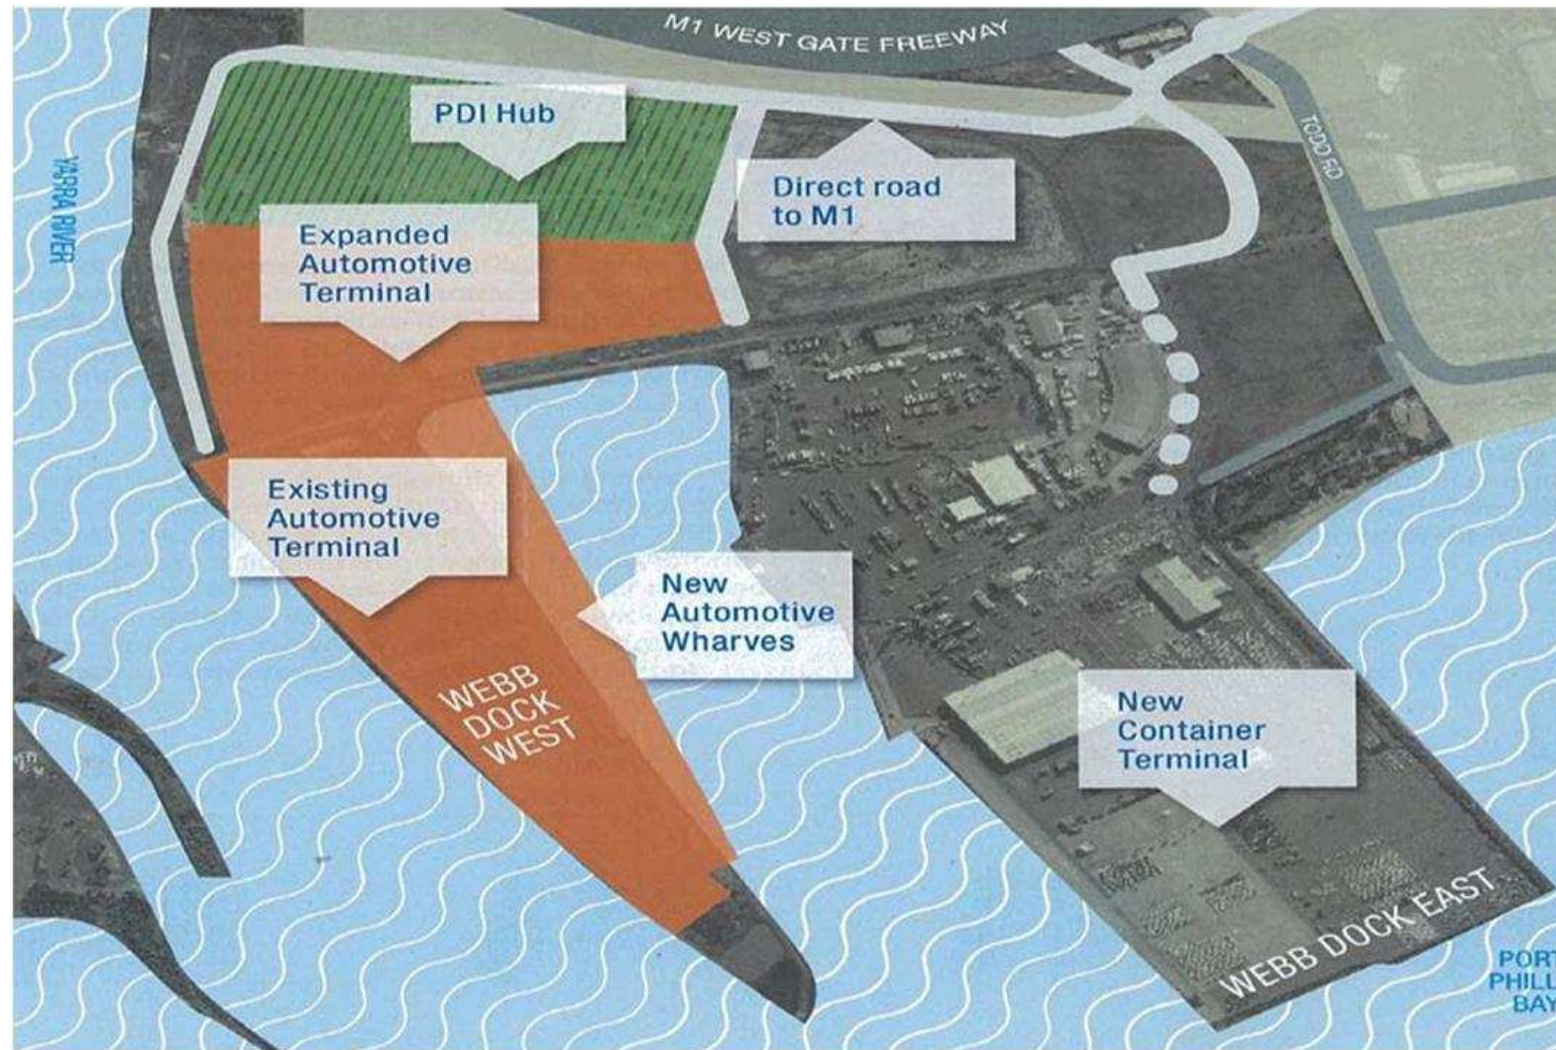 M1 WEST GATE FREEWAY
PDI Hub
Direct road
to M1
TODD RD
YARRA RIVER
Expanded
Automotive
Terminal
Existing
Automotive
Terminal
New
Automotive
Wharves
WEBB
DOCK
WEST
New
Container
Terminal
WEBB DOCK EAST
PORT
PHILL
BAY